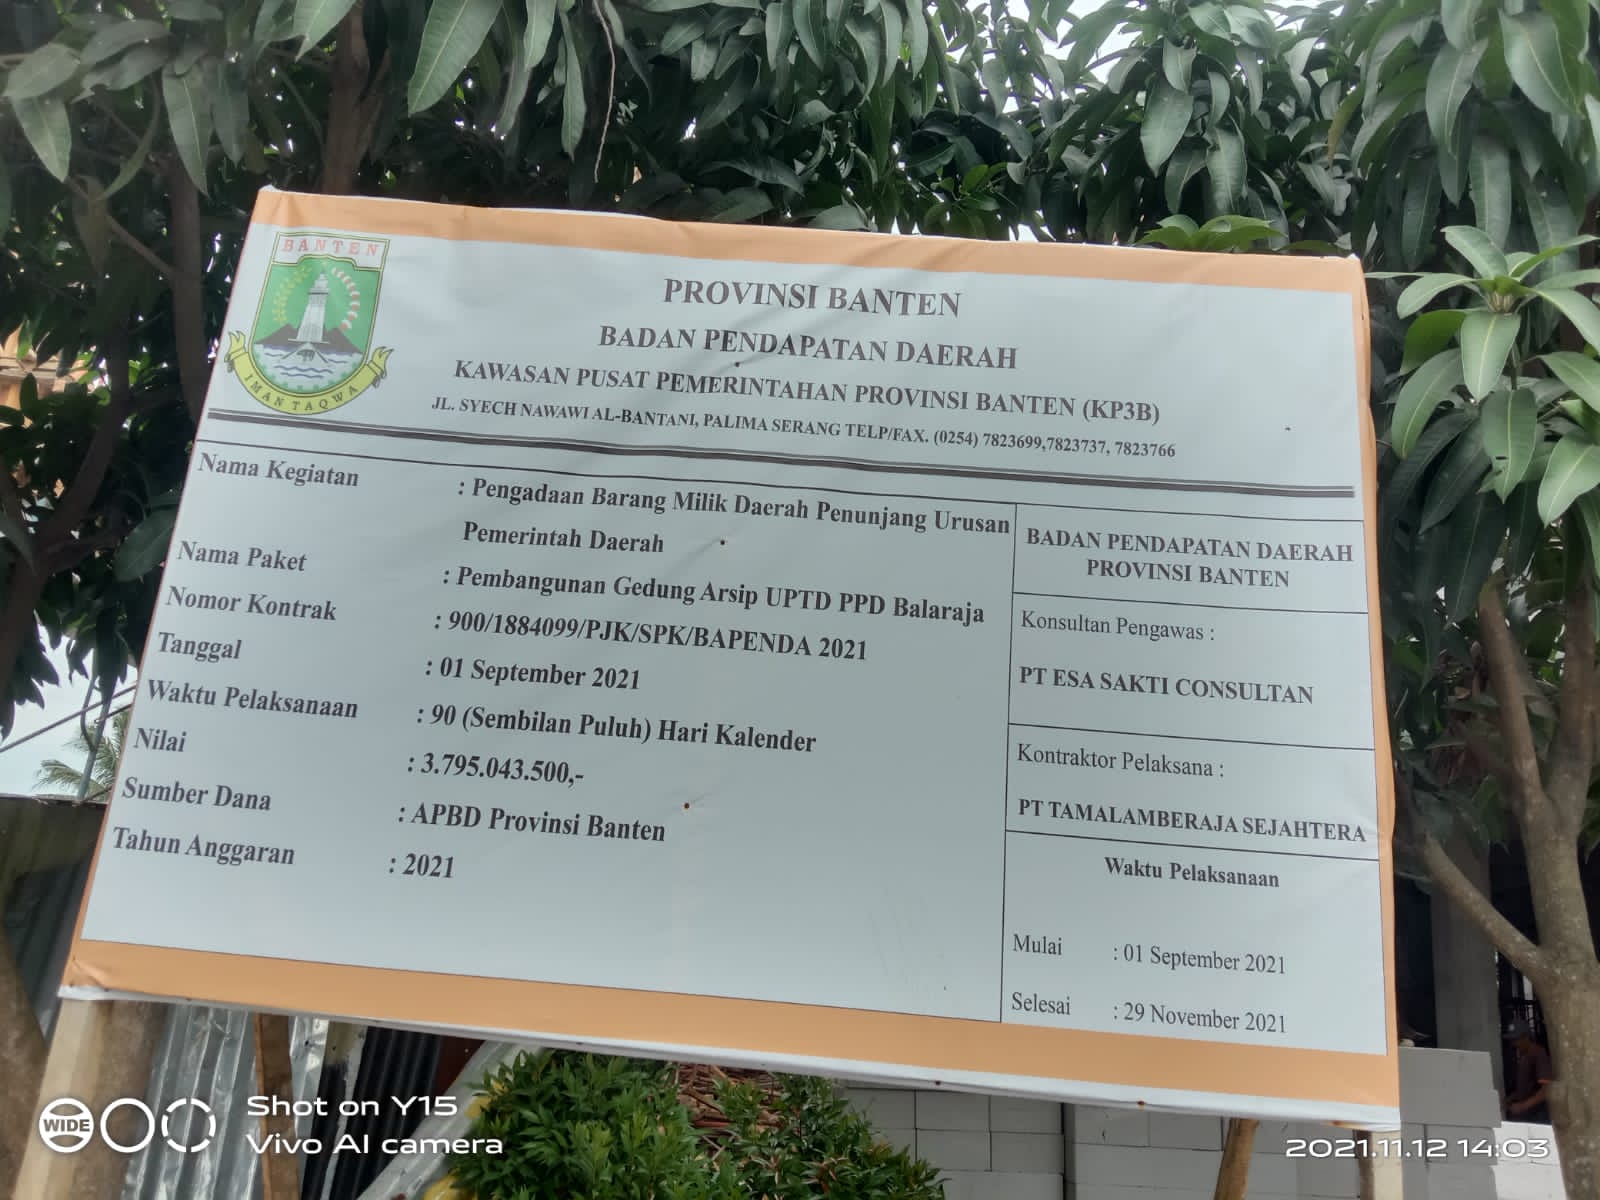 BANTEN
IMAN TAQWA
PROVINSI BANTEN
BADAN PENDAPATAN DAERAH
KAWASAN PUSAT PEMERINTAHAN PROVINSI BANTEN (KP3B)
JL. SYECH NAWAWI AL-BANTANI, PALIMA SERANG TELP/FAX. (0254) 7823699,7823737, 7823766
Nama Kegiatan : Pengadaan Barang Milik Daerah Penunjang Urusan
Pemerintah Daerah
Nama Paket : Pembangunan Gedung Arsip UPTD PPD Balaraja
Nomor Kontrak : 900/1884099/PJK/SPK/BAPENDA 2021
Tanggal : 01 September 2021
Waktu Pelaksanaan : 90 (Sembilan Puluh) Hari Kalender
Nilai : 3.795.043.500,-
Sumber Dana : APBD Provinsi Banten
Tahun Anggaran : 2021
BADAN PENDAPATAN DAERAH
PROVINSI BANTEN
Konsultan Pengawas :
PT ESA SAKTI CONSULTAN
Kontraktor Pelaksana :
PT TAMALAMBERAJA SEJAHTERA
Waktu Pelaksanaan
Mulai : 01 September 2021
Selesai : 29 November 2021
WIDE
Shot on Y15
Vivo AI camera
2021.11.12 14:03